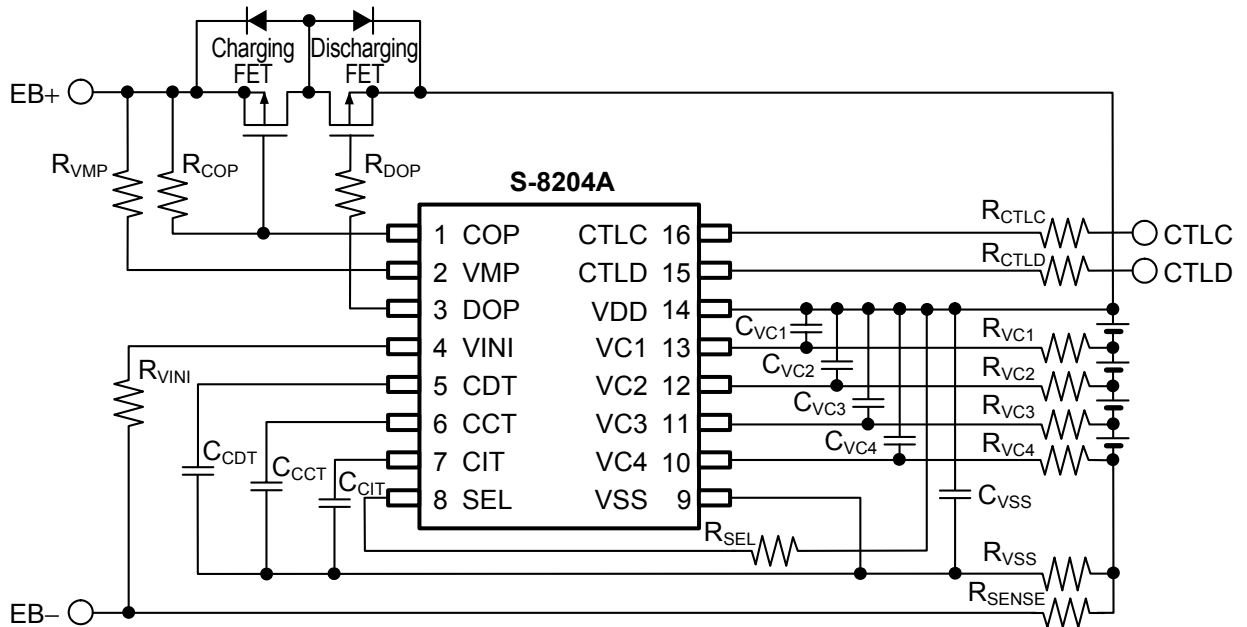 Charging Discharging
FET FET
EB+
RVMP
RCOP
RDOP
S-8204A
1 COP CTLC 16
2 VMP CTLD 15
3 DOP VDD 14
4 VINI VC1 13
5 CDT VC2 12
6 CCT VC3 11
7 CIT VC4 10
8 SEL VSS 9
RCTLC
CTLC
RCTLD
CTLD
CVC1
RVC1
CVC2
RVC2
CVC3
RVC3
CVC4
RVC4
RVINI
CCDT
CCCT
CCIT
CVSS
RSEL
RVSS
RSENSE
EB−